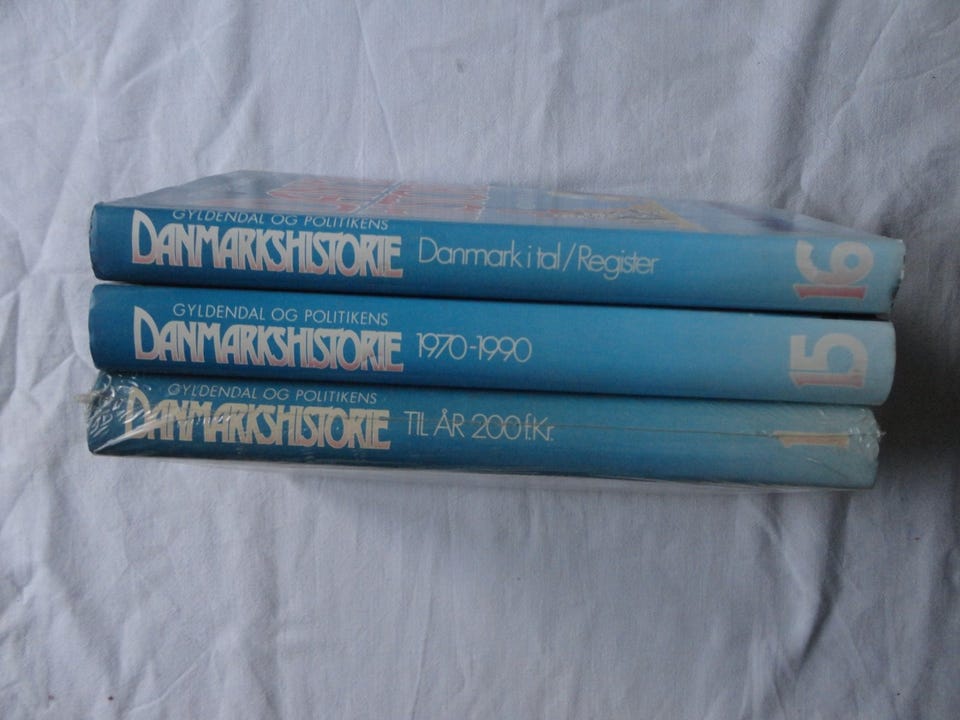 GYLDENDAL OG POLITIKENS
DANMARKSHISTORIE Danmark i tal/Register 16
GYLDENDAL OG POLITIKENS
DANMARKSHISTORIE 1970-1990 15
GYLDENDAL OG POLITIKENS
DANMARKSHISTORIE TIL ÅR 200 f.Kr. 1